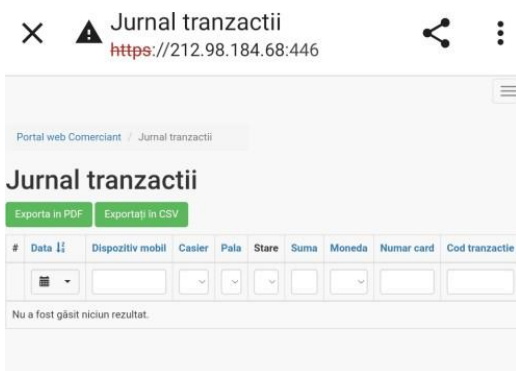 Jurnal tranzactii
https://212.98.184.68:446
Portal web Comerciant / Jurnal tranzactii
Jurnal tranzactii
Exporta in PDF Exportați în CSV
# Data Dispozitiv mobil Casier Pala Stare Suma Moneda Numar card Cod tranzactie
Nu a fost găsit niciun rezultat.